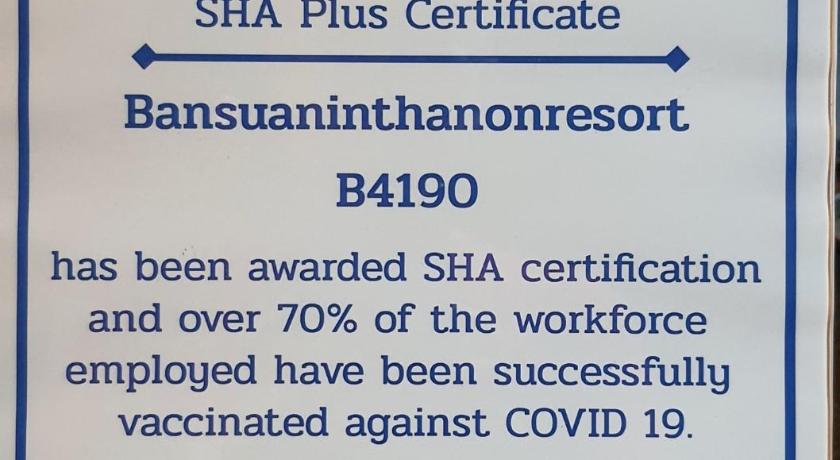 SHA Plus Certificate
Bansuaninthanonresort
B4190
has been awarded SHA certification
and over 70% of the workforce
employed have been successfully
vaccinated against COVID 19.